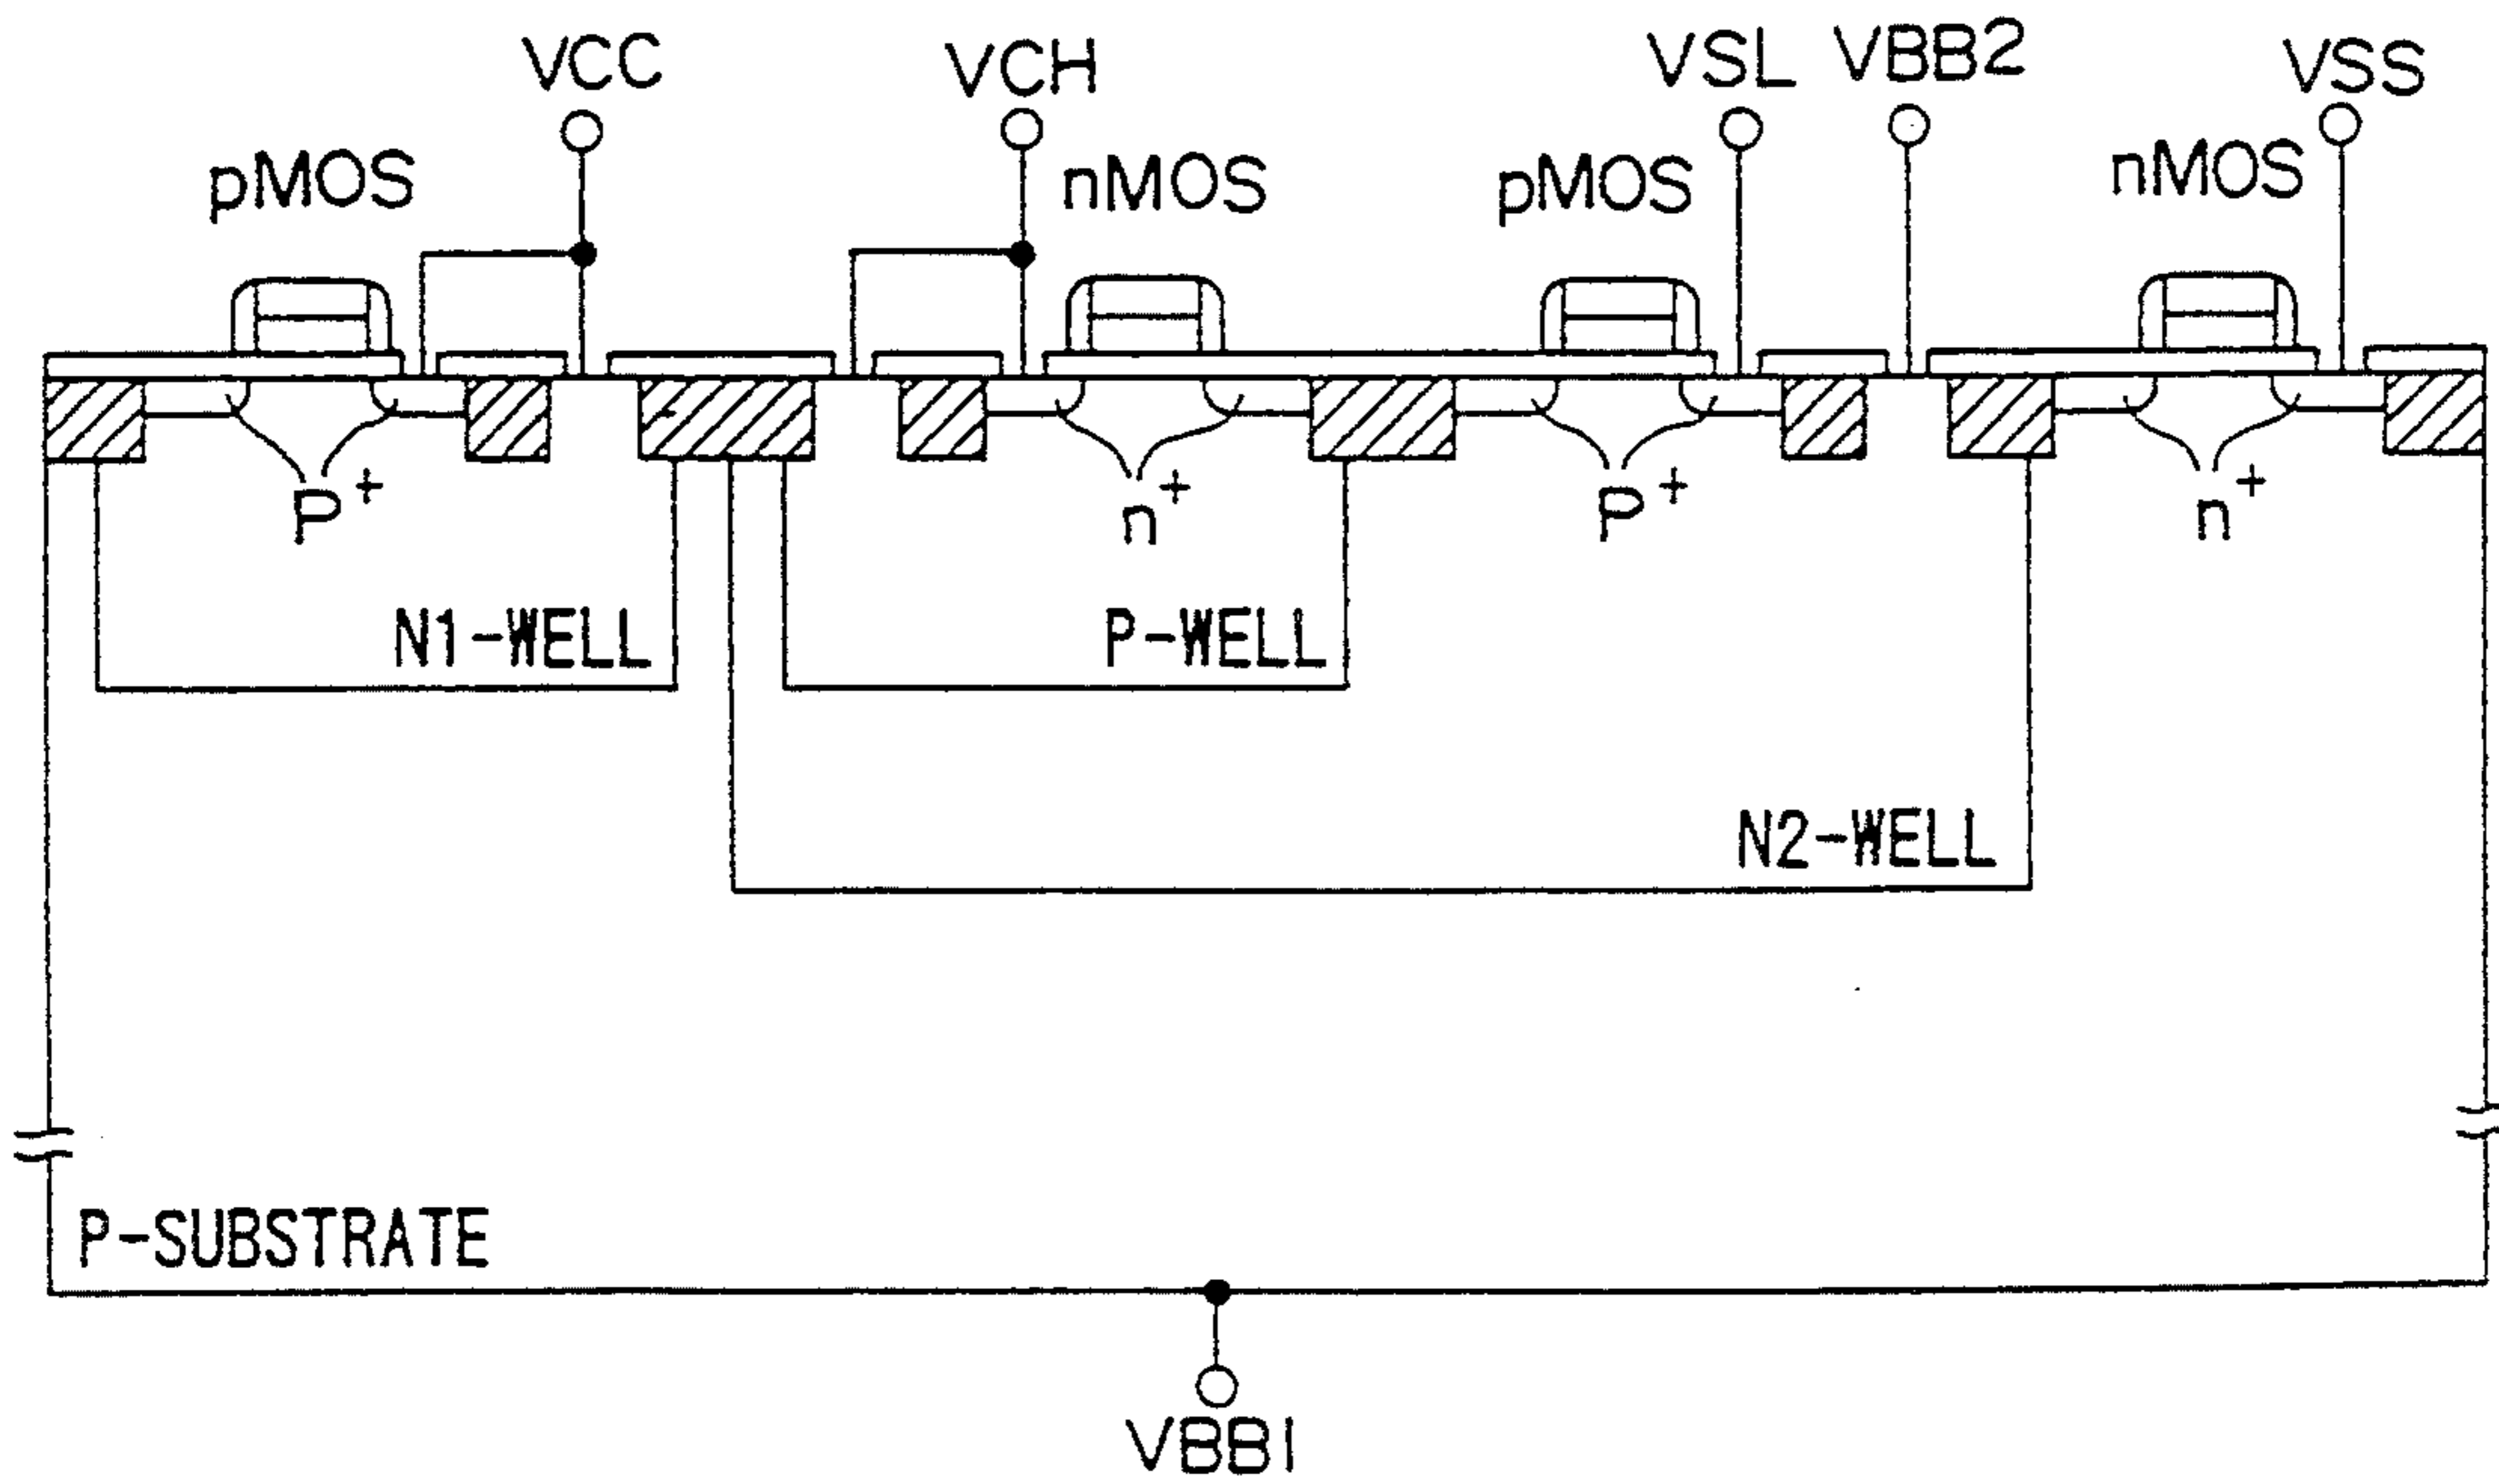 VCC
VCH
VSL
VBB2
VSS
pMOS
nMOS
pMOS
nMOS
P+
n+
P+
n+
N1-WELL
P-WELL
N2-WELL
P-SUBSTRATE
VBB1